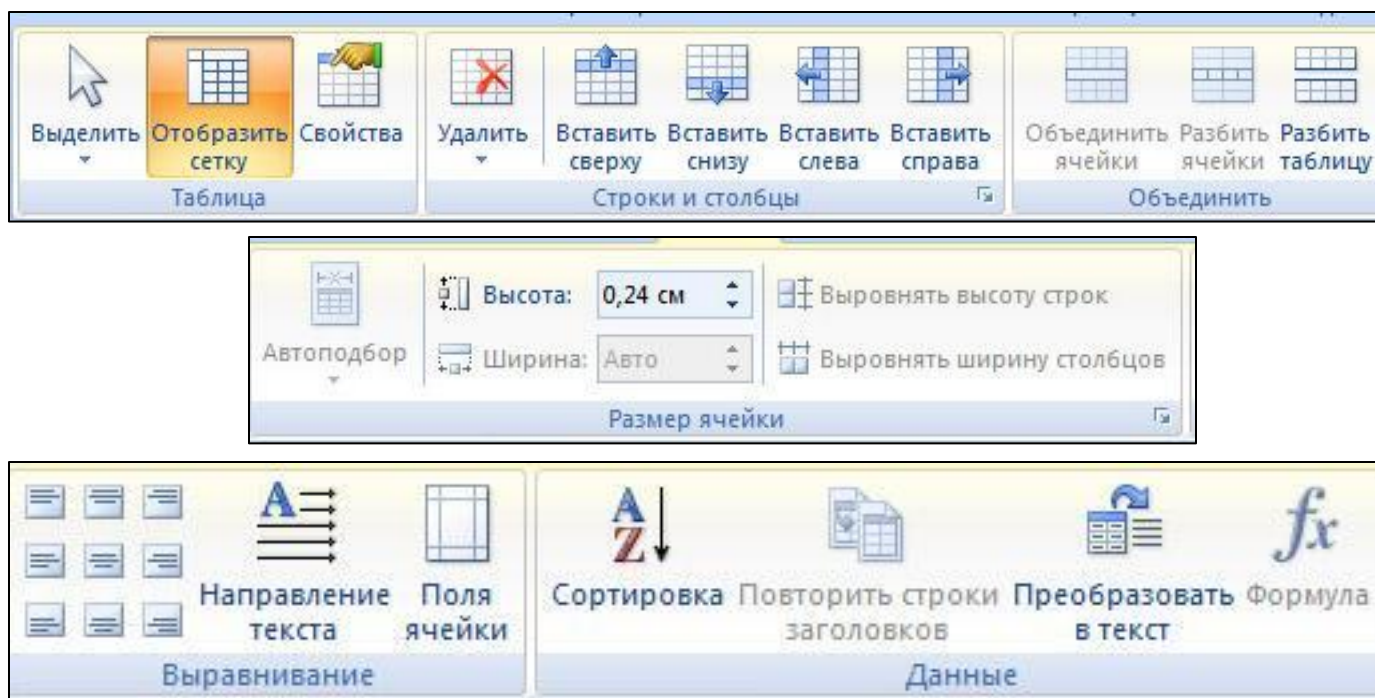 Выделить Отобразить сетку Свойства Удалить Вставить сверху Вставить снизу Вставить слева Вставить справа Объединить ячейки Разбить ячейки Разбить таблицу
Таблица Строки и столбцы Объединить
Высота: 0,24 см Выровнять высоту строк
Автоподбор Ширина: Авто Выровнять ширину столбцов
Размер ячейки
Направление текста Поля ячейки Сортировка Повторить строки заголовков Преобразовать в текст fx Формула
Выравнивание Данные